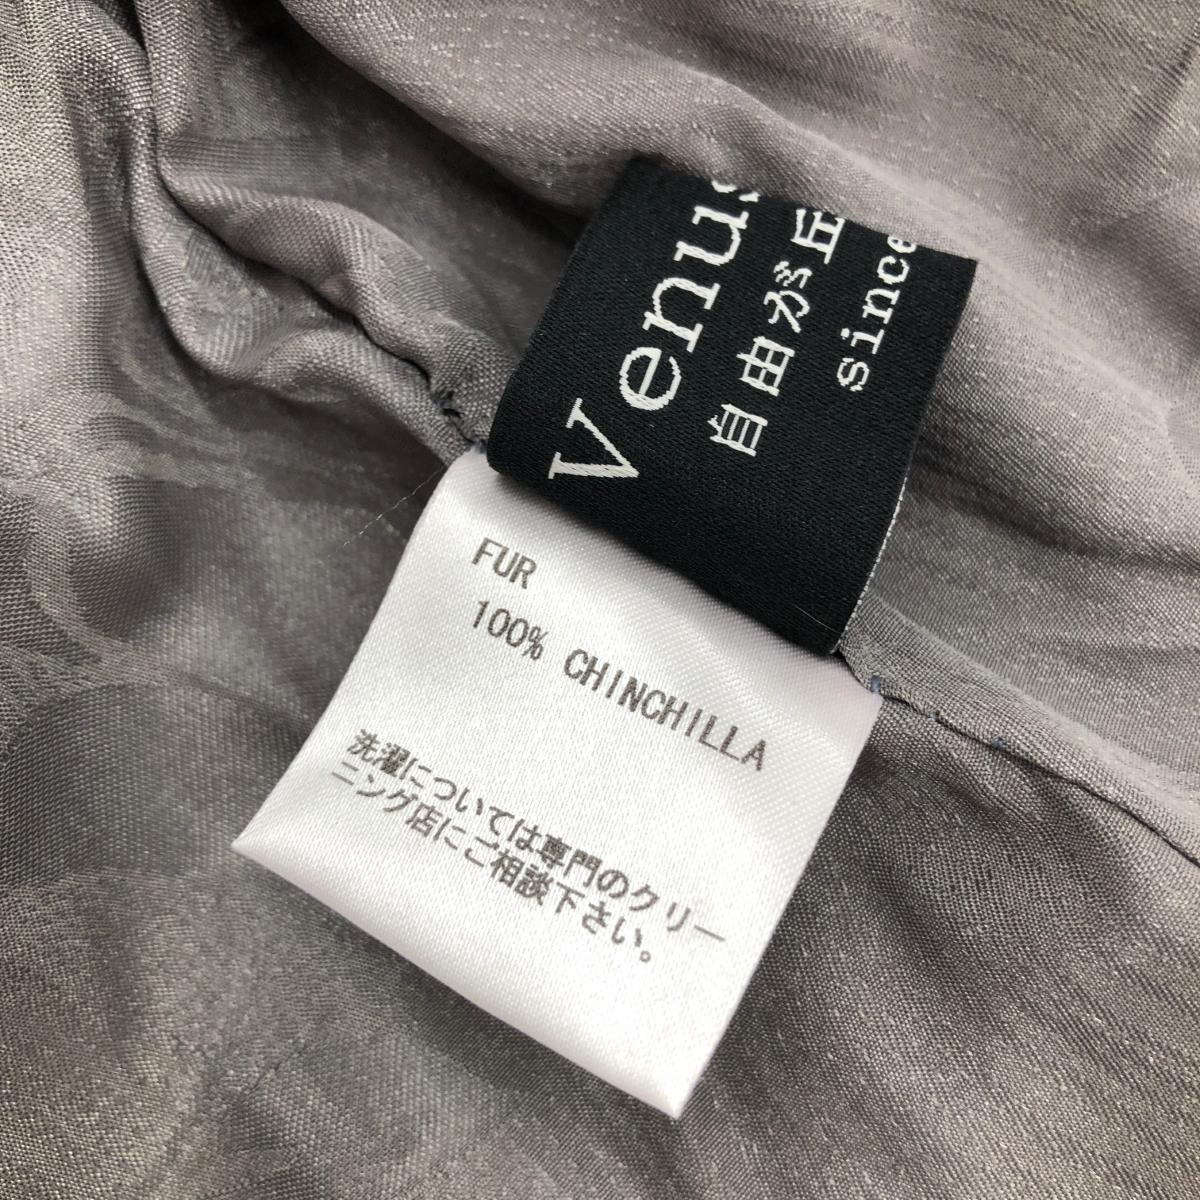 Venus
自由が丘
since
FUR
100% CHINCHILLA
洗濯については専門のクリー
ニング店にご相談下さい。